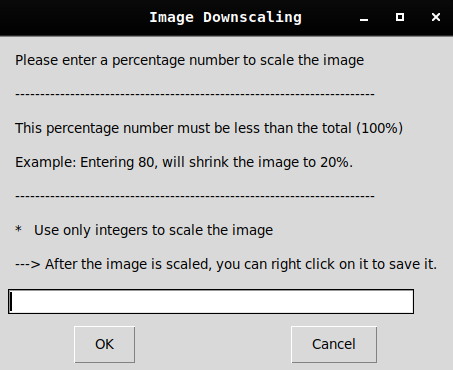 Image Downscaling
Please enter a percentage number to scale the image
------------------------------------------------------------------------
This percentage number must be less than the total (100%)
Example: Entering 80, will shrink the image to 20%.
------------------------------------------------------------------------
*   Use only integers to scale the image
---> After the image is scaled, you can right click on it to save it.
OK
Cancel